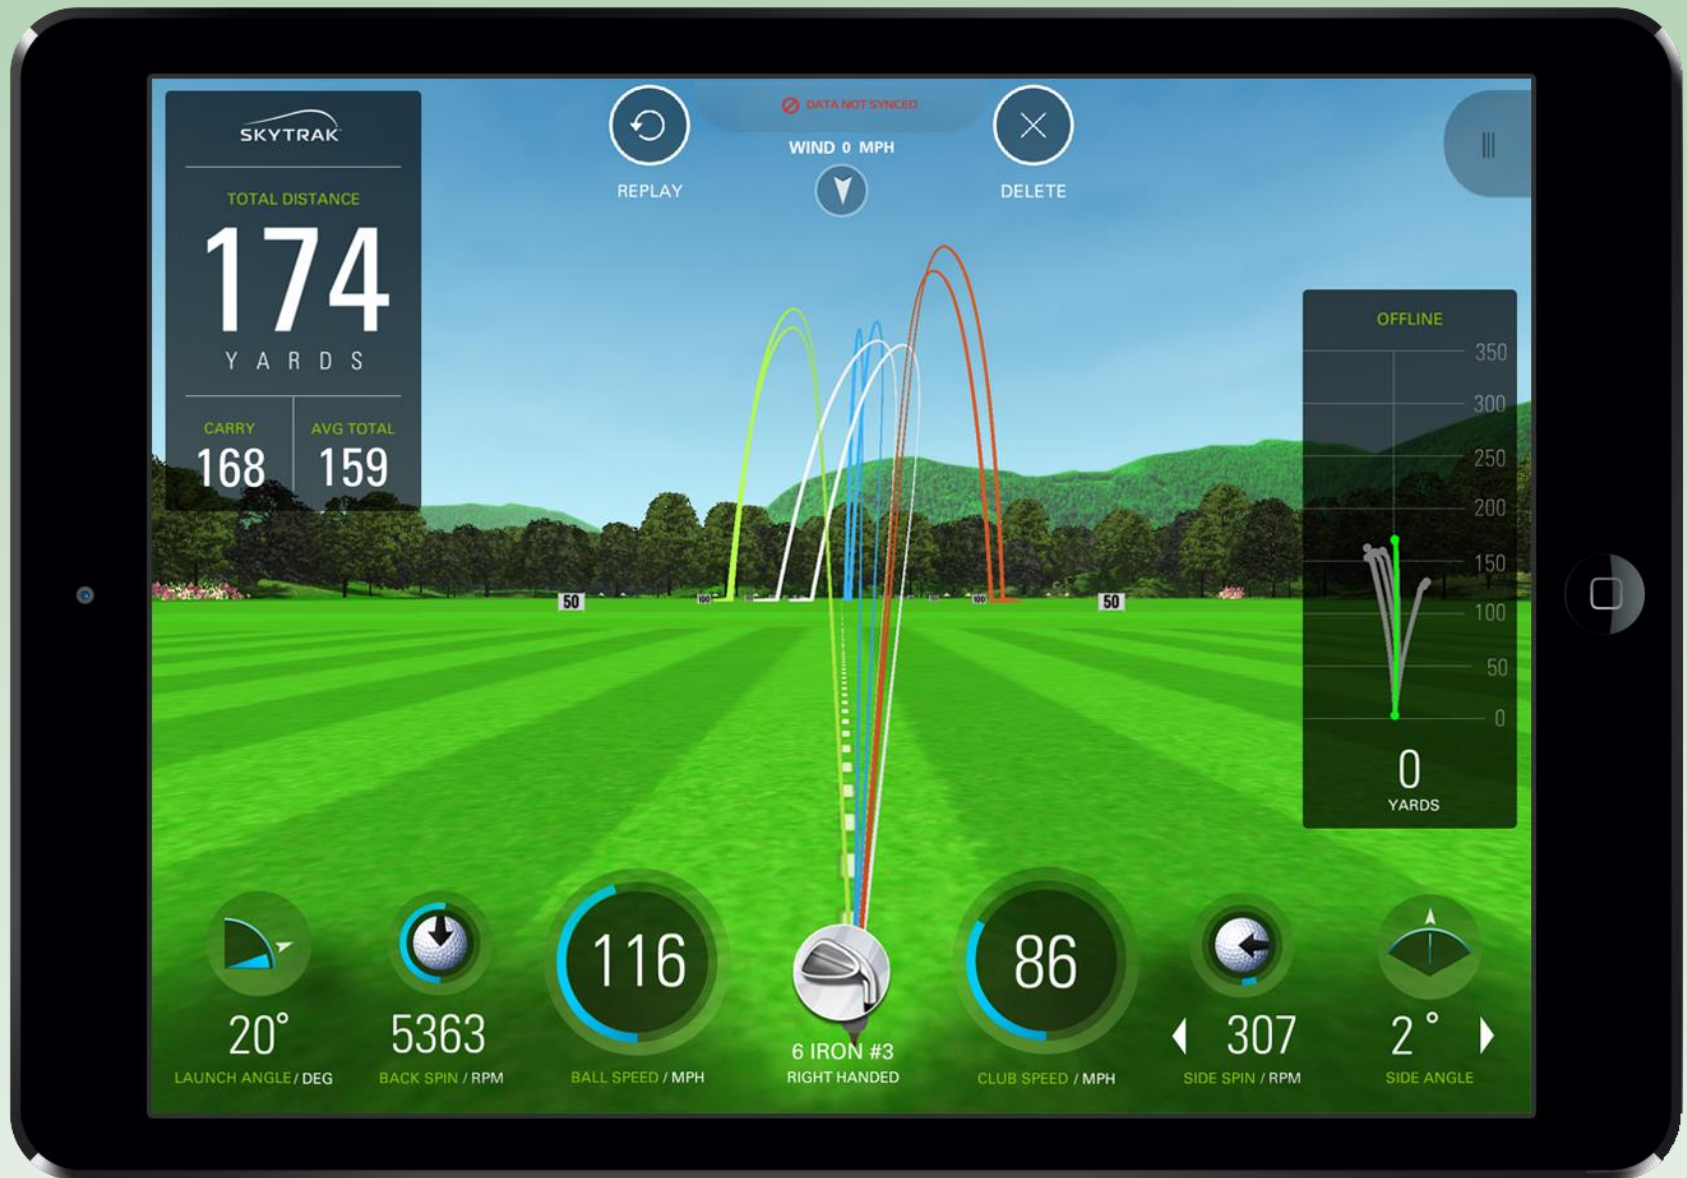 SKYTRAK
TOTAL DISTANCE
174
YARDS
CARRY
168
AVG TOTAL
159
REPLAY
DATA NOT SYNCED
WIND 0 MPH
DELETE
OFFLINE
350
300
250
200
150
100
50
0
0
YARDS
50
100
100
50
20°
LAUNCH ANGLE / DEG
5363
BACK SPIN / RPM
116
BALL SPEED / MPH
6 IRON #3
RIGHT HANDED
86
CLUB SPEED / MPH
307
SIDE SPIN / RPM
2°
SIDE ANGLE